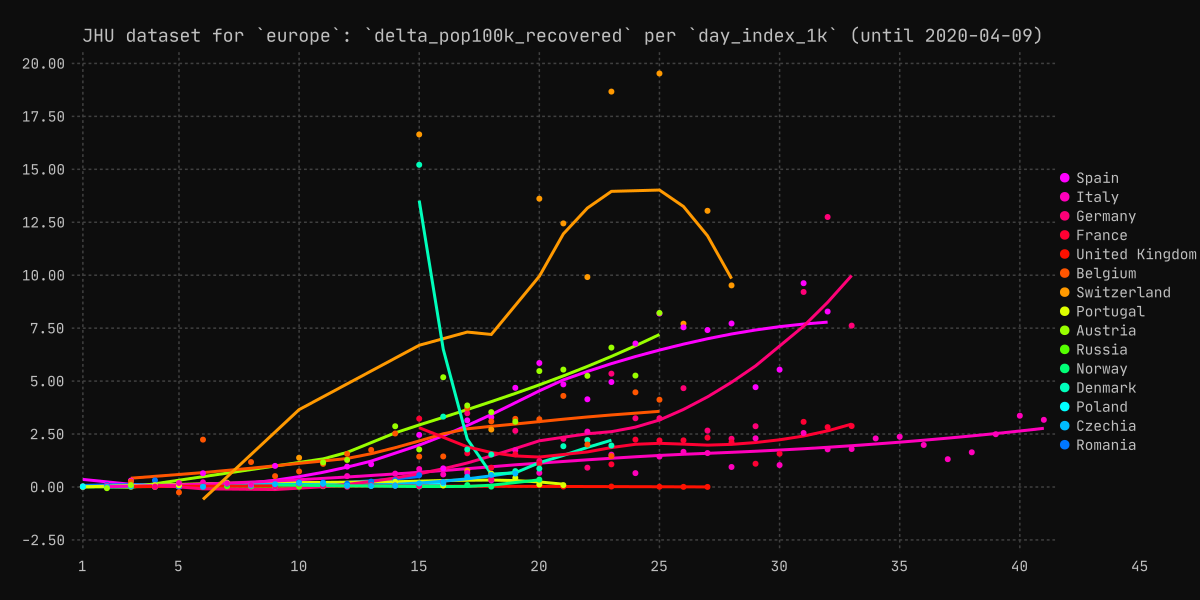 JHU dataset for `europe`: `delta_pop100k_recovered` per `day_index_1k` (until 2020-04-09)
20.00
17.50
15.00
12.50
10.00
7.50
5.00
2.50
0.00
-2.50
1 5 10 15 20 25 30 35 40 45
Spain
Italy
Germany
France
United Kingdom
Belgium
Switzerland
Portugal
Austria
Russia
Norway
Denmark
Poland
Czechia
Romania